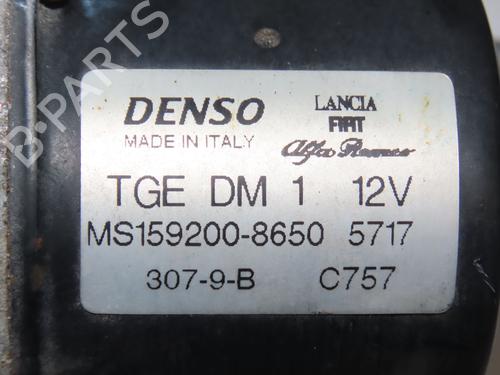 B-PARTS
DENSO
MADE IN ITALY
LANCIA
FIAT
Alfa Romeo
TGE DM 1 12V
MS159200-8650 5717
307-9-B C757